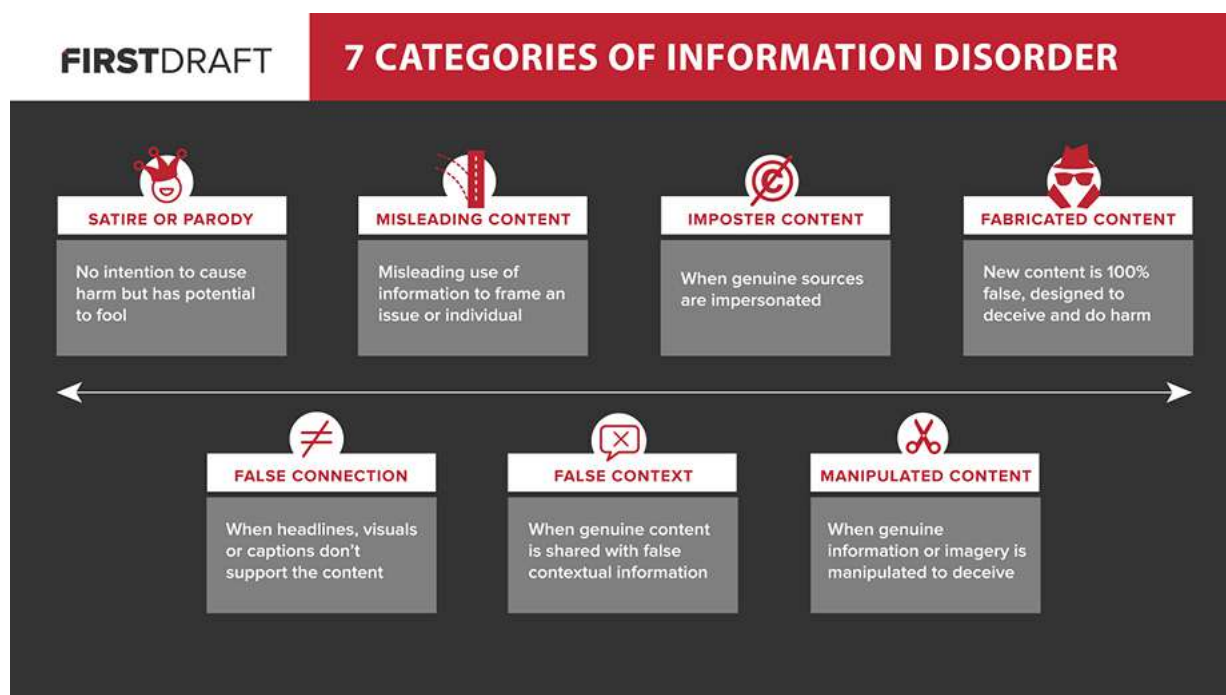 FIRSTDRAFT
7 CATEGORIES OF INFORMATION DISORDER
SATIRE OR PARODY
No intention to cause
harm but has potential
to fool
MISLEADING CONTENT
Misleading use of
information to frame an
issue or individual
IMPOSTER CONTENT
When genuine sources
are impersonated
FABRICATED CONTENT
New content is 100%
false, designed to
deceive and do harm
FALSE CONNECTION
When headlines, visuals
or captions don't
support the content
FALSE CONTEXT
When genuine content
is shared with false
contextual information
MANIPULATED CONTENT
When genuine
information or imagery is
manipulated to deceive